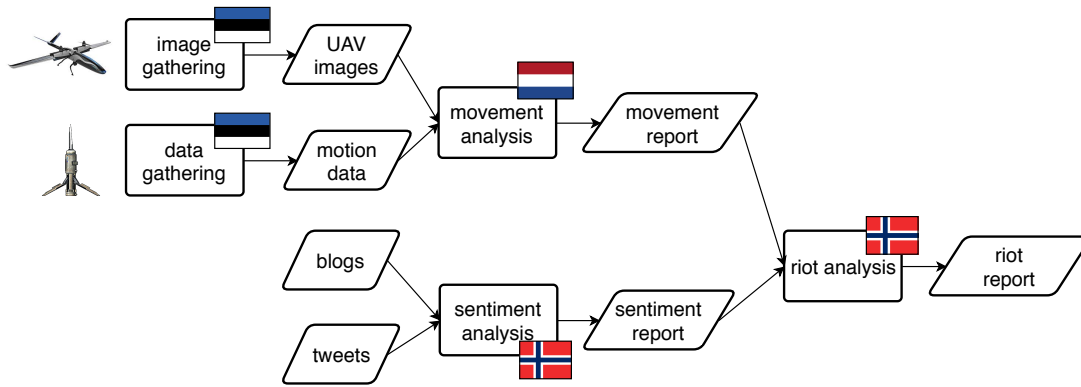 image
gathering
UAV
images
data
gathering
motion
data
movement
analysis
movement
report
blogs
tweets
sentiment
analysis
sentiment
report
riot analysis
riot
report